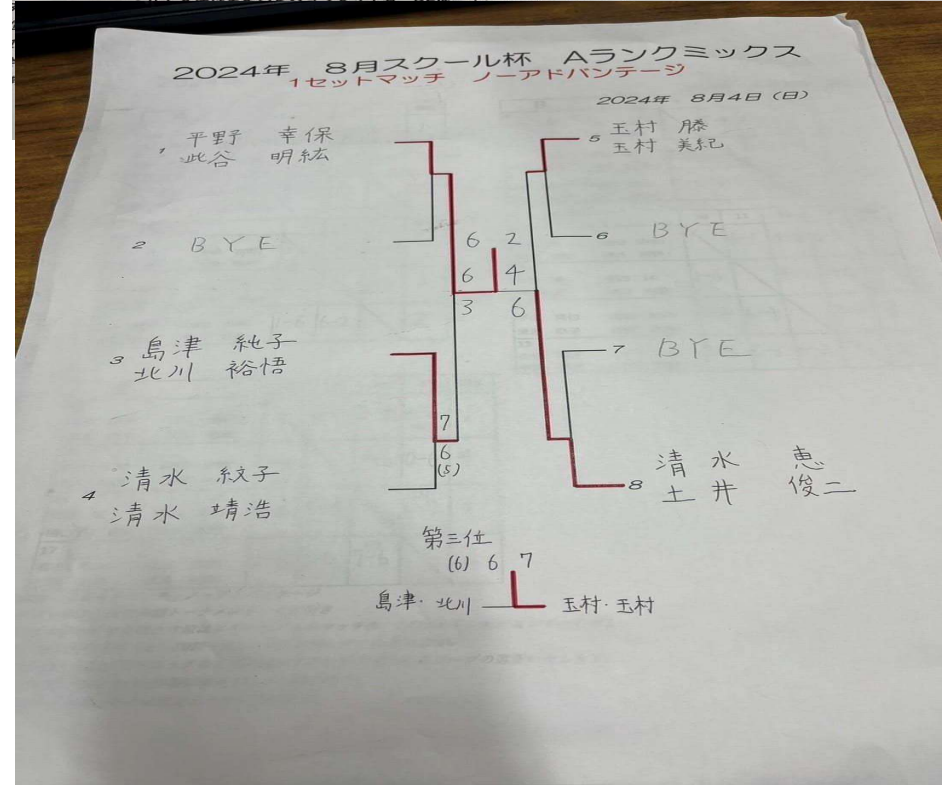 2024年 8月スクール杯 Aランクミックス
1セットマッチ ノーアドバンテージ
2024年 8月4日(日)
1 平野 幸保
澁谷 明紘
2 BYE
3 島津 純子
北川 裕悟
4 清水 紋子
清水 靖浩
5 玉村 勝
玉村 美紀
6 BYE
7 BYE
8 清水 恵
土井 俊二
6 2
6 4
3 6
7
6
(5)
第三位
(6) 6 7
島津・北川 玉村・玉村